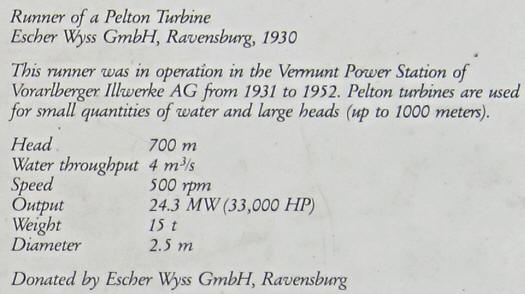 Runner of a Pelton Turbine
Escher Wyss GmbH, Ravensburg, 1930
This runner was in operation in the Vermunt Power Station of
Vorarlberger Illwerke AG from 1931 to 1952. Pelton turbines are used
for small quantities of water and large heads (up to 1000 meters).
Head 700 m
Water throughput 4 m³/s
Speed 500 rpm
Output 24.3 MW (33,000 HP)
Weight 15 t
Diameter 2.5 m
Donated by Escher Wyss GmbH, Ravensburg